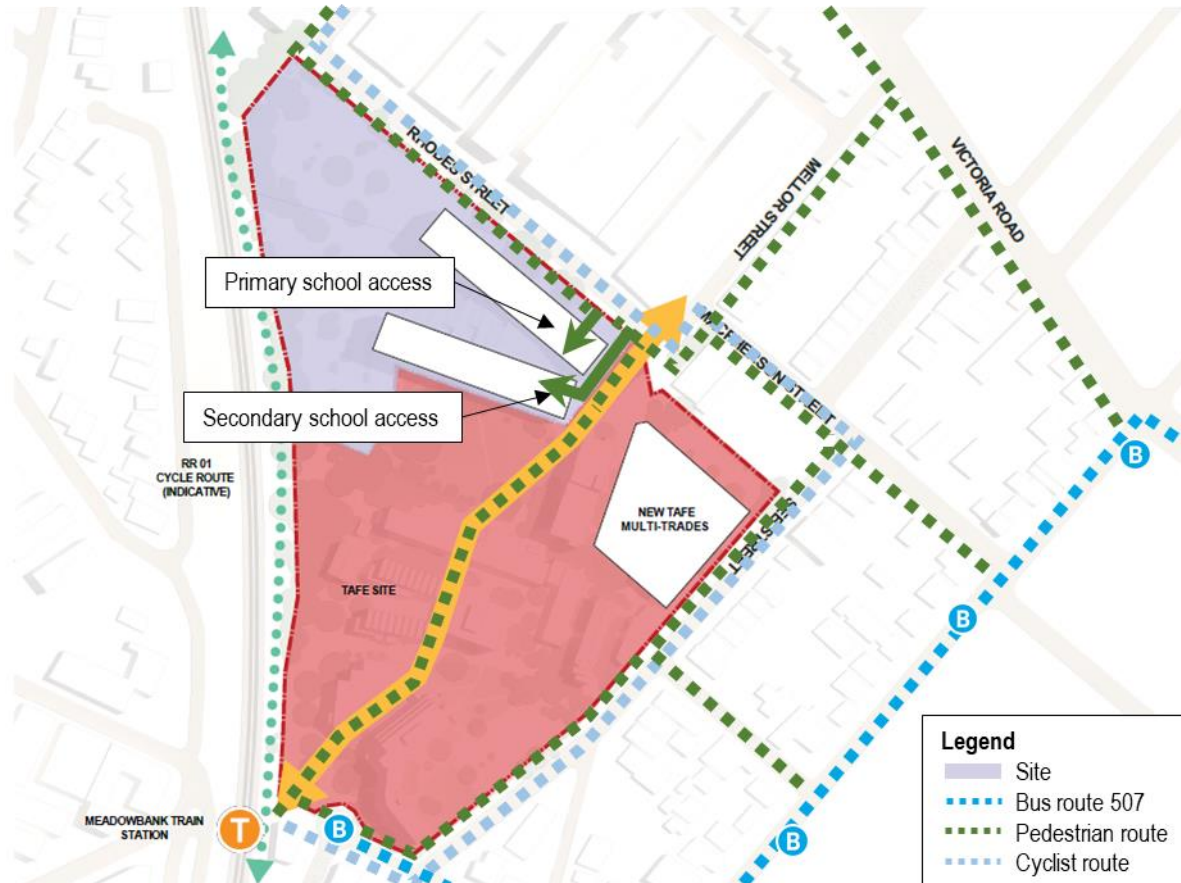 RHODES STREET
MELLOR STREET
VICTORIA ROAD
Primary school access
MACPHERSON STREET
Secondary school access
RR 01
CYCLE ROUTE
(INDICATIVE)
NEW TAFE
MULTI-TRADES
SEE STREET
B
B
TAFE SITE
MEADOWBANK TRAIN
STATION
T
B
B
Legend
Site
Bus route 507
Pedestrian route
Cyclist route